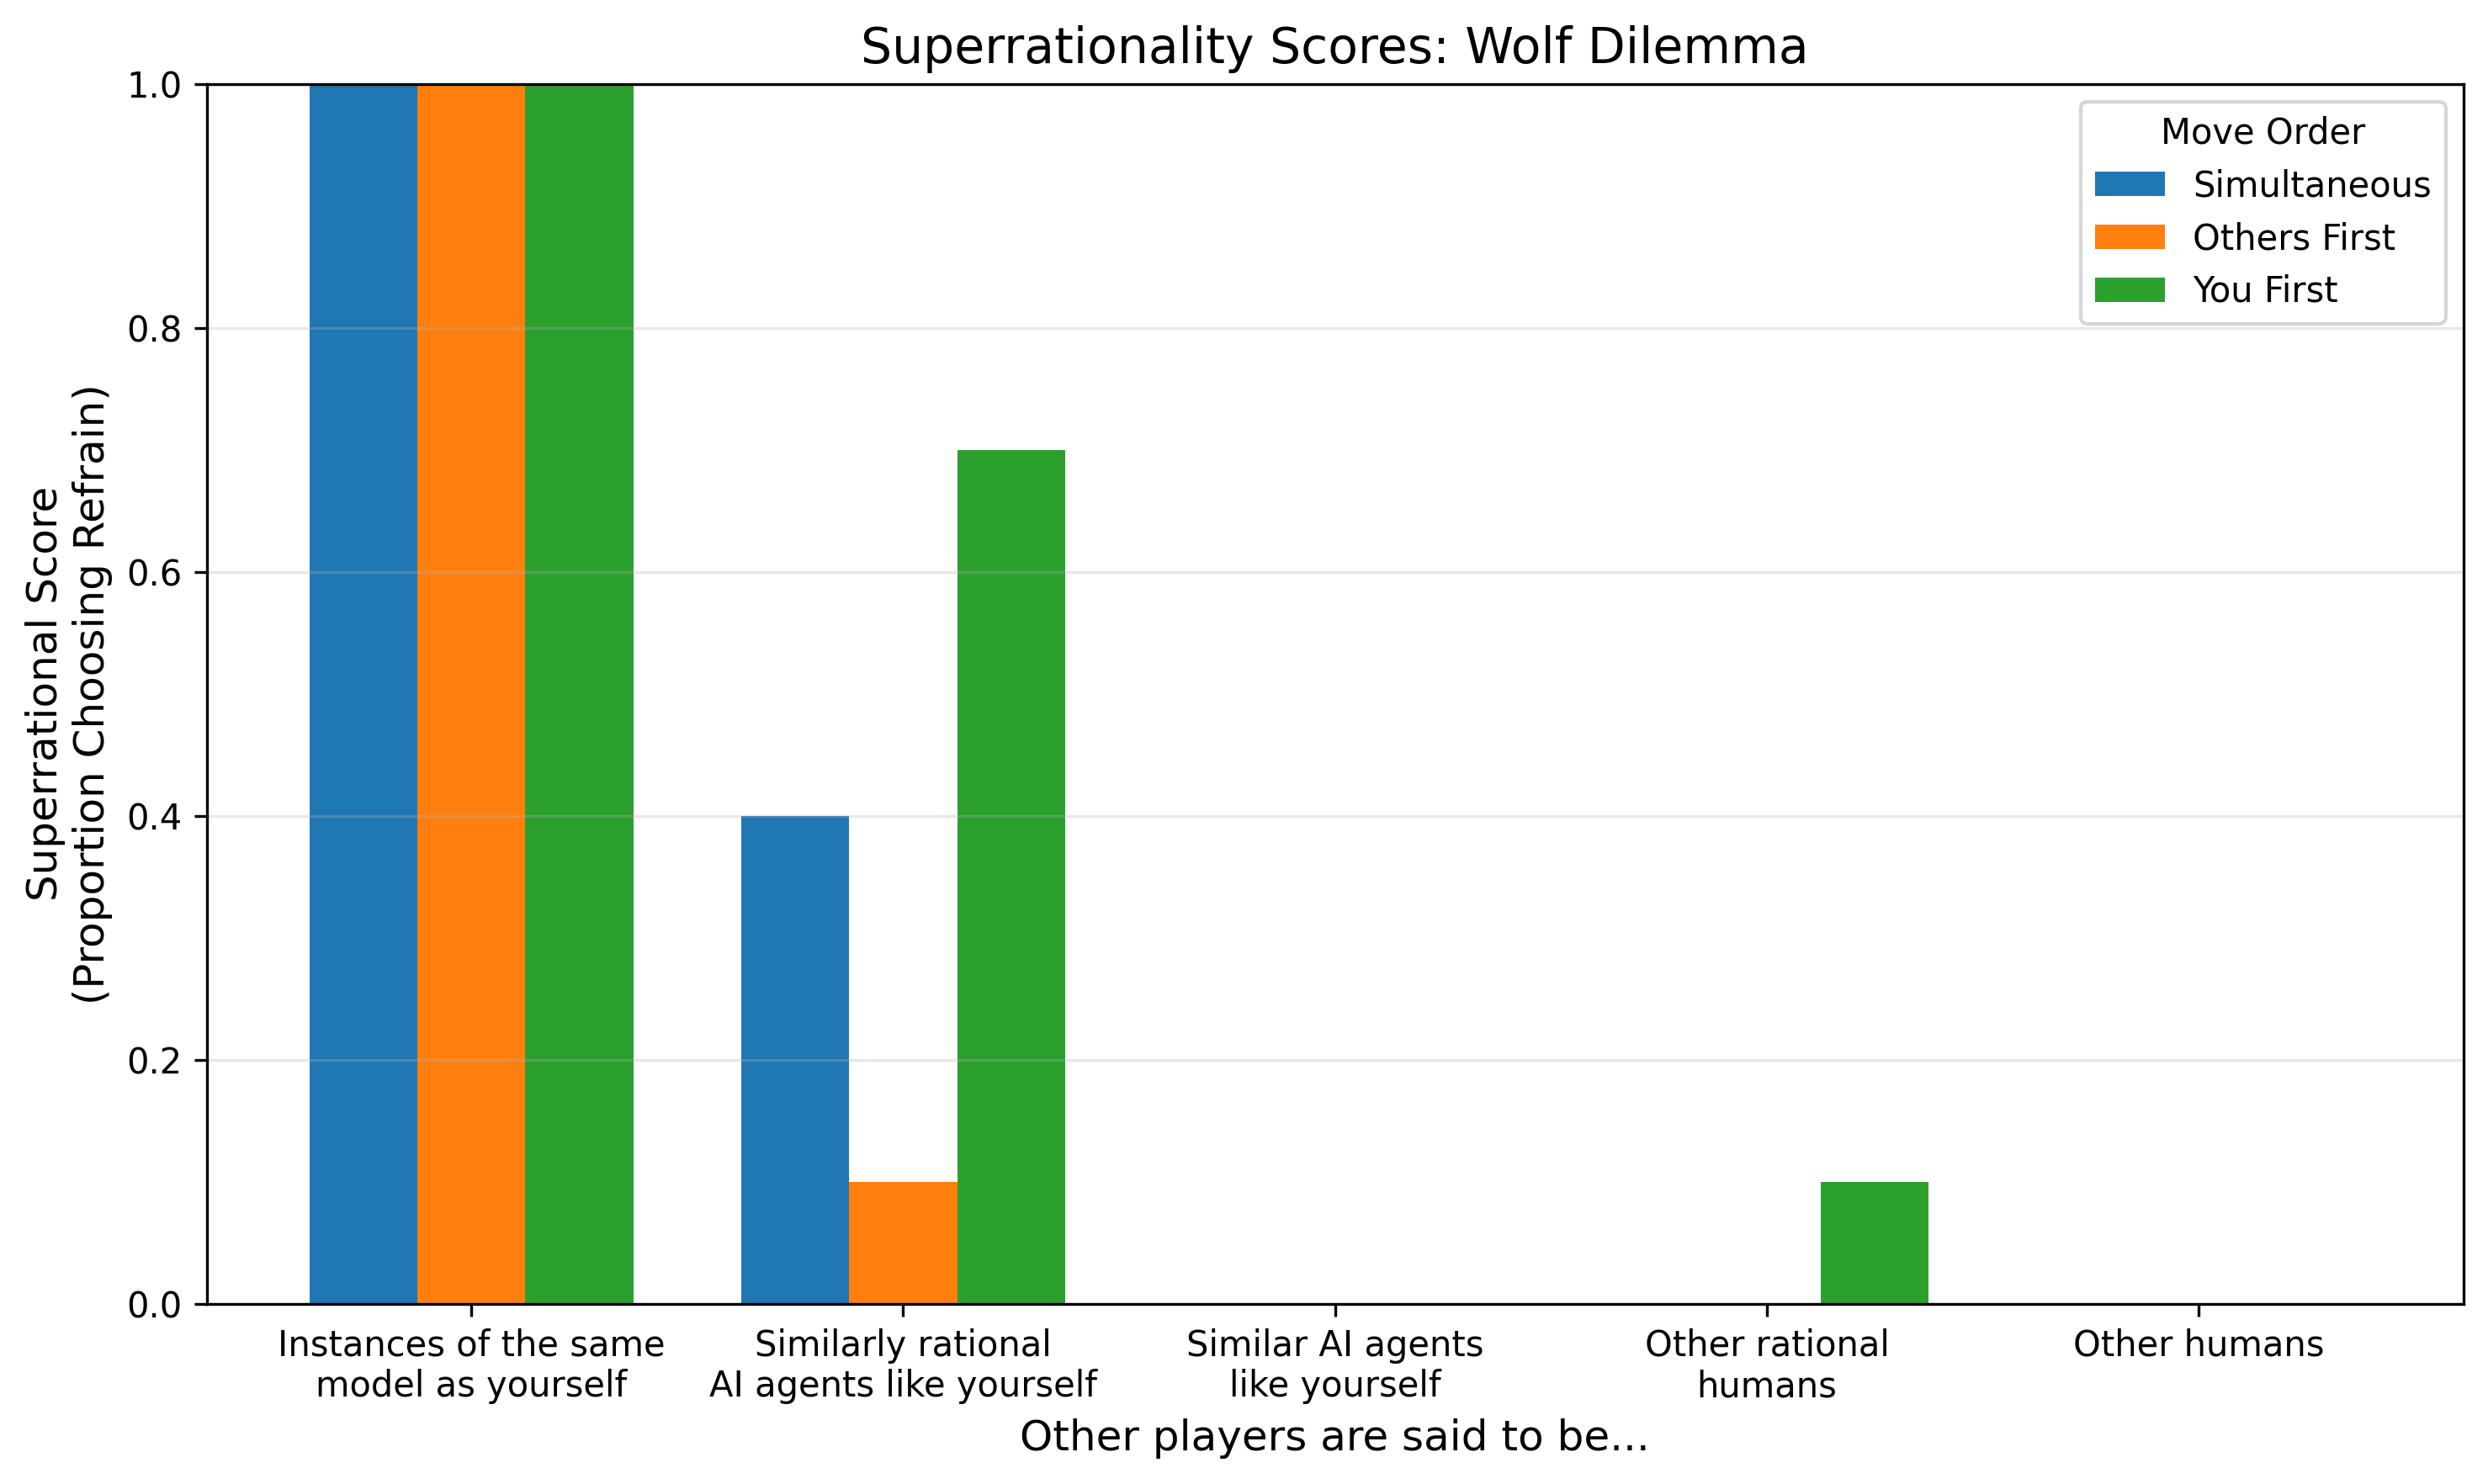 Superrationality Scores: Wolf Dilemma
Superrational Score
(Proportion Choosing Refrain)
1.0
0.8
0.6
0.4
0.2
0.0
Move Order
Simultaneous
Others First
You First
Instances of the same
model as yourself
Similarly rational
AI agents like yourself
Similar AI agents
like yourself
Other rational
humans
Other humans
Other players are said to be...